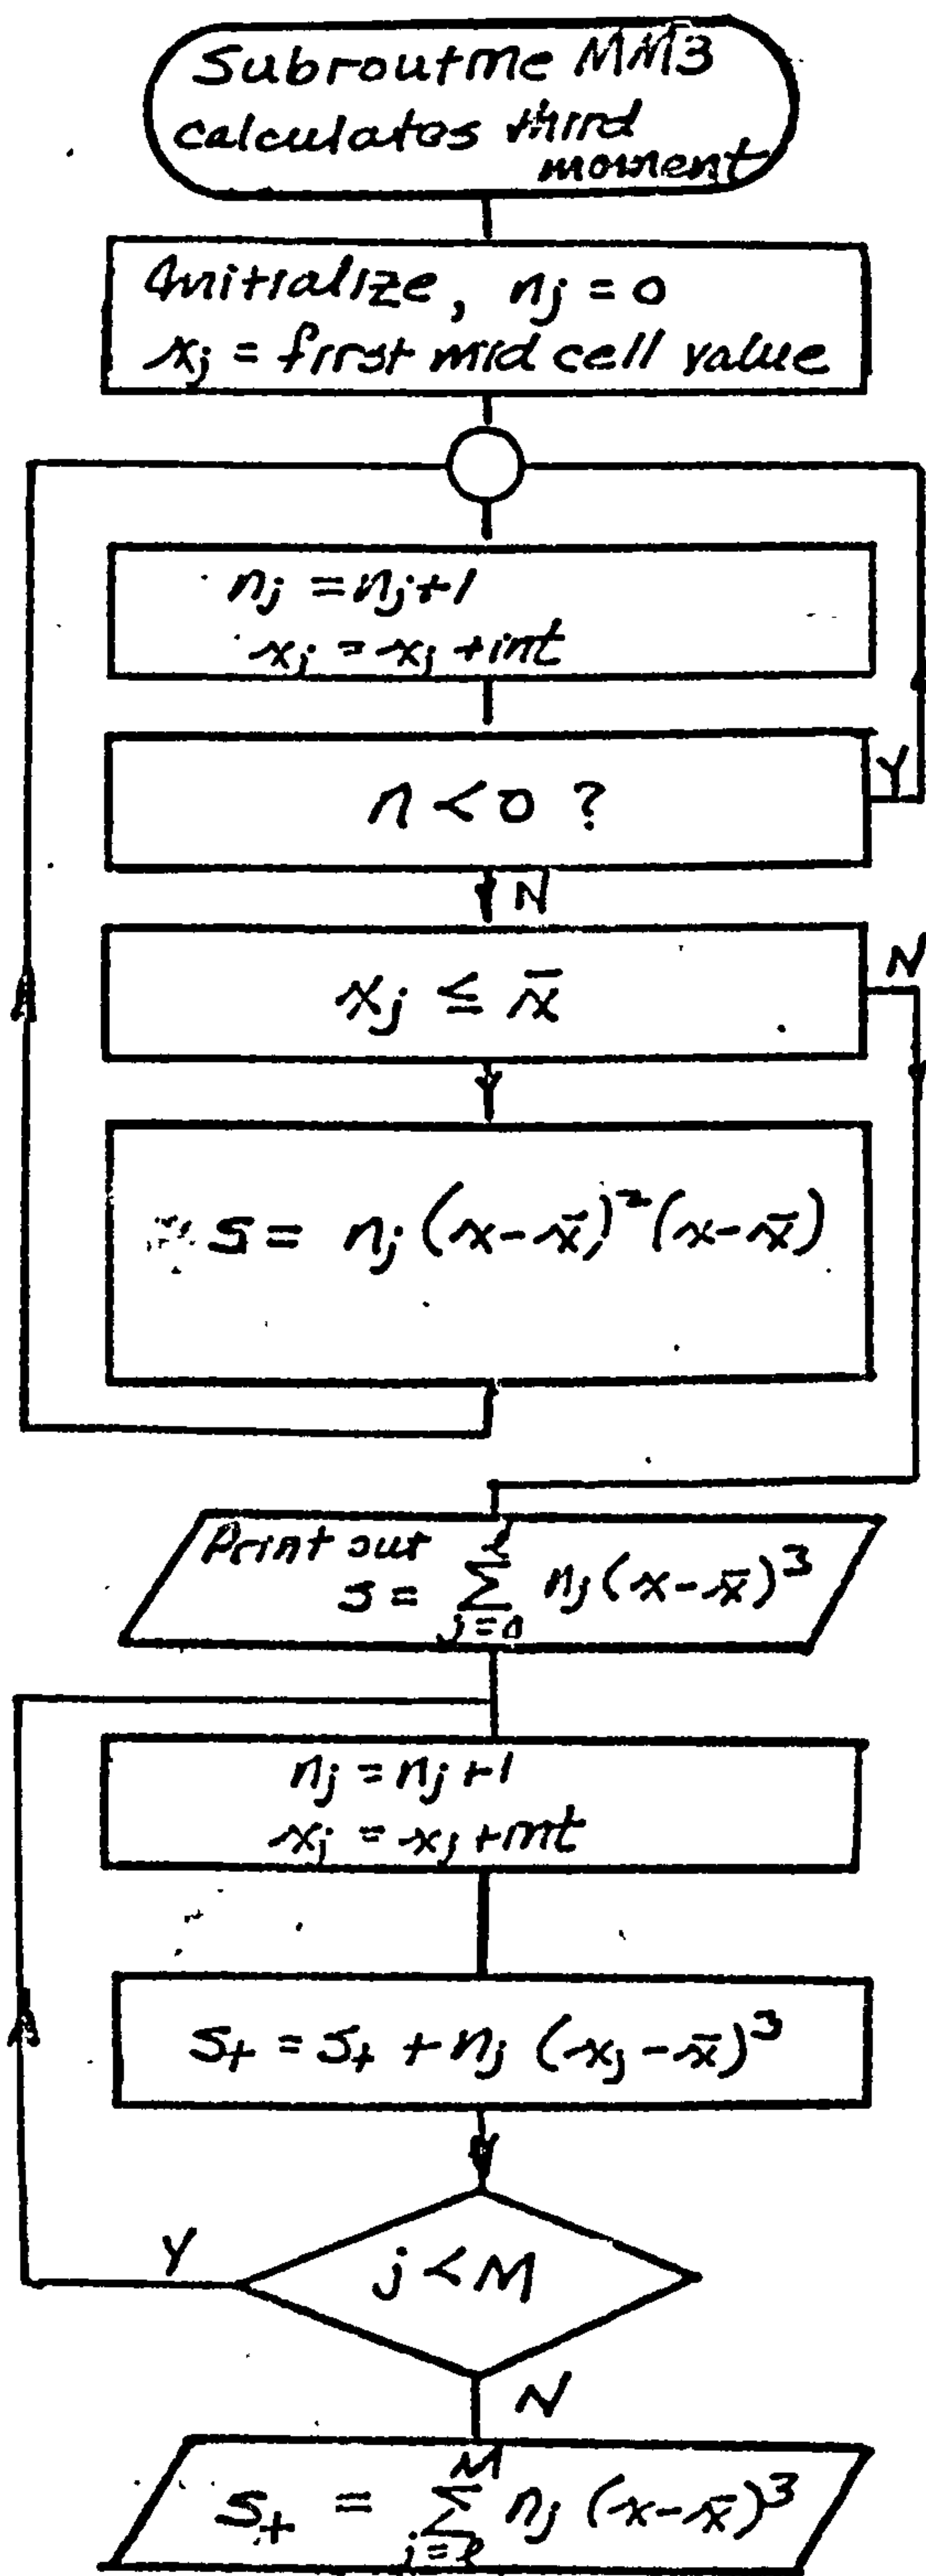 Subroutine MM3
calculates third
moment
Initialize, nj = 0
xj = first mid cell value
nj = nj+1
xj = xj +int
n < 0 ?
Y
N
xj ≤ x̄
N
Y
s = nj (x-x̄)² (x-x̄)
Print out
s = ∑ nj (x-x̄)³
l
j=0
nj = nj +1
xj = xj +int
S+ = S+ + nj (xj -x̄)³
j < M
Y
N
M
S+ = ∑ nj (x-x̄)³
j=l